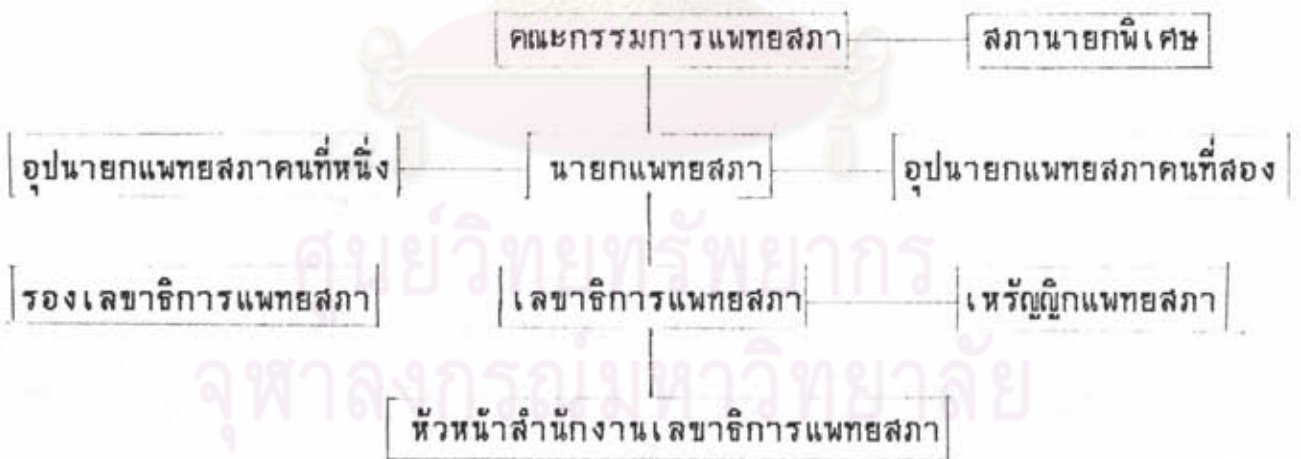 คณะกรรมการแพทยสภา สภานายกพิเศษ
อุปนายกแพทยสภาคนที่หนึ่ง นายกแพทยสภา อุปนายกแพทยสภาคนที่สอง
ศูนย์วิทยทรัพยากร
รองเลขาธิการแพทยสภา เลขาธิการแพทยสภา เหรัญญิกแพทยสภา
จุฬาลงกรณ์มหาวิทยาลัย
หัวหน้าสำนักงานเลขาธิการแพทยสภา